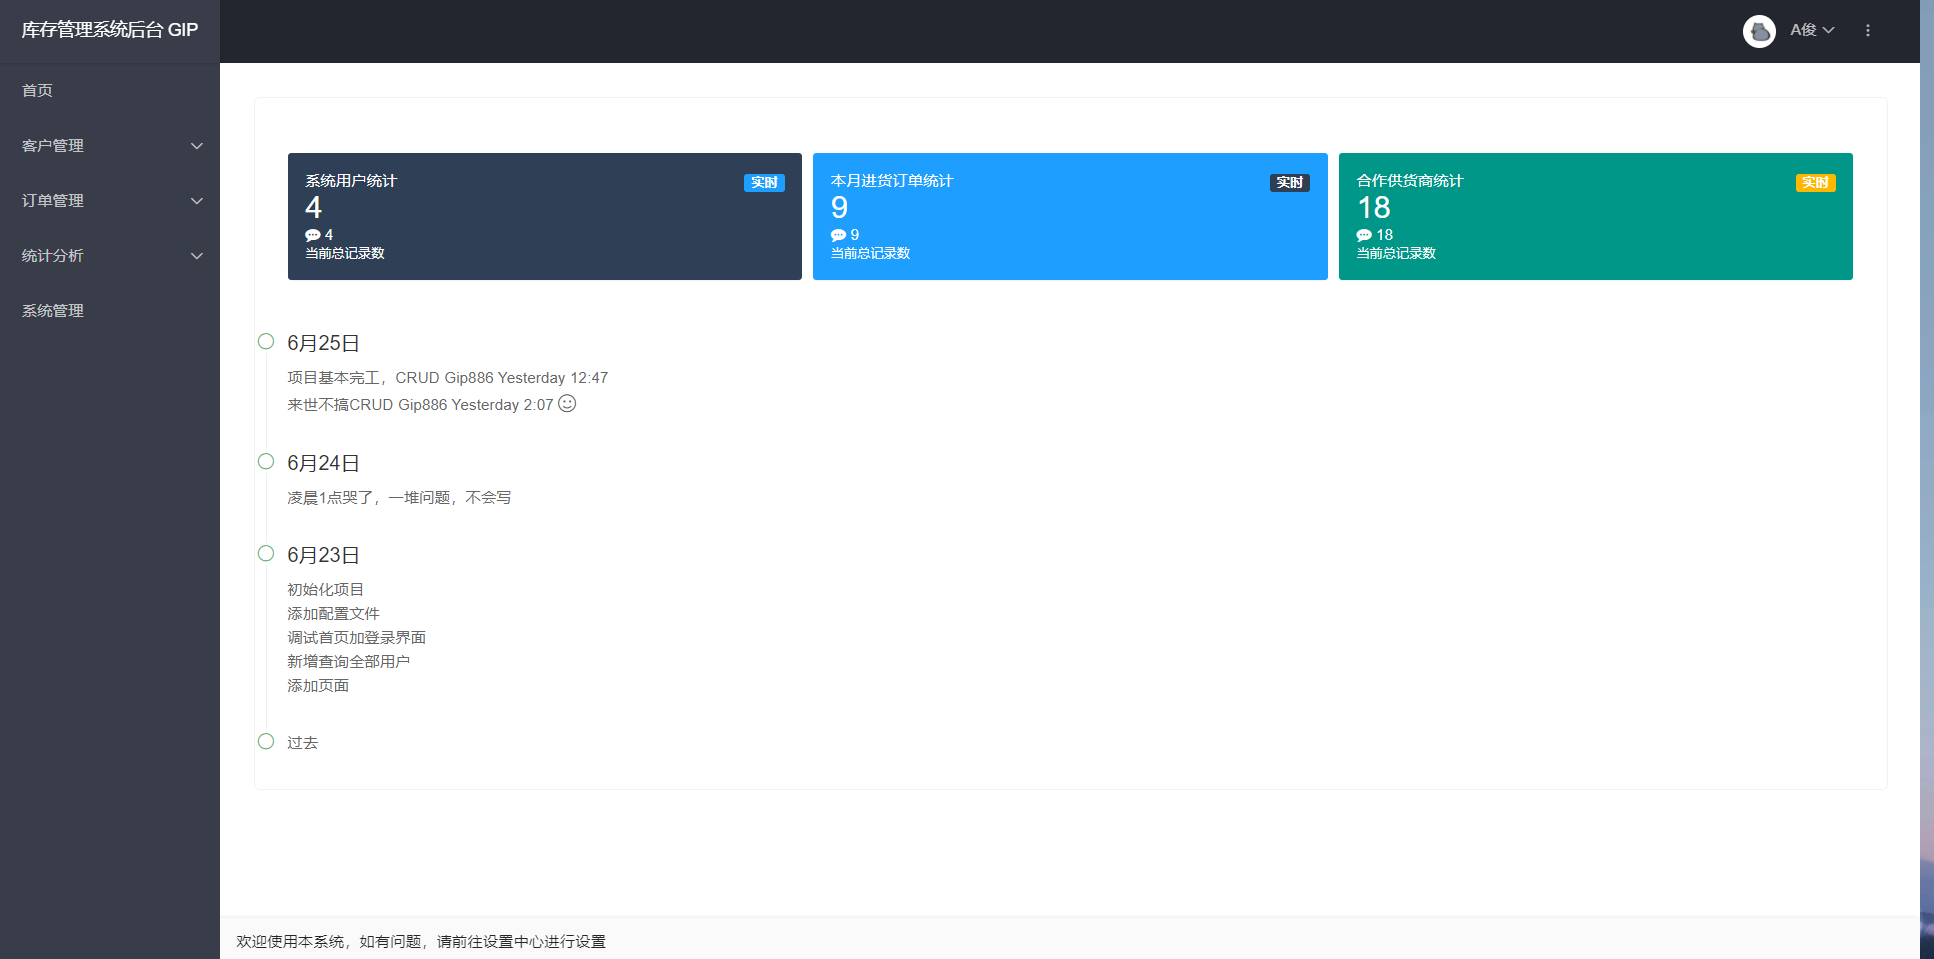 库存管理系统后台 GIP
A俊
首页
客户管理
订单管理
统计分析
系统管理
系统用户统计
实时
4
4
当前总记录数
本月进货订单统计
实时
9
9
当前总记录数
合作供货商统计
实时
18
18
当前总记录数
6月25日
项目基本完工，CRUD Gip886 Yesterday 12:47
来世不搞CRUD Gip886 Yesterday 2:07
6月24日
凌晨1点哭了，一堆问题，不会写
6月23日
初始化项目
添加配置文件
调试首页加登录界面
新增查询全部用户
添加页面
过去
欢迎使用本系统，如有问题，请前往设置中心进行设置